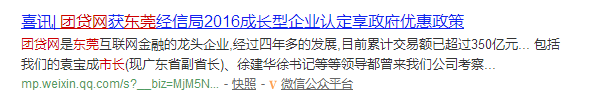 喜讯| 团贷网获东莞经信局2016成长型企业认定享政府优惠政策
团贷网是东莞互联网金融的龙头企业,经过四年多的发展,目前累计交易额已超过350亿元... 包括
我们的袁宝成市长(现广东省副省长)、徐建华徐书记等等领导都曾来我们公司考察...
mp.weixin.qq.com/s?__biz=MjM5N... - 快照 - V 微信公众平台